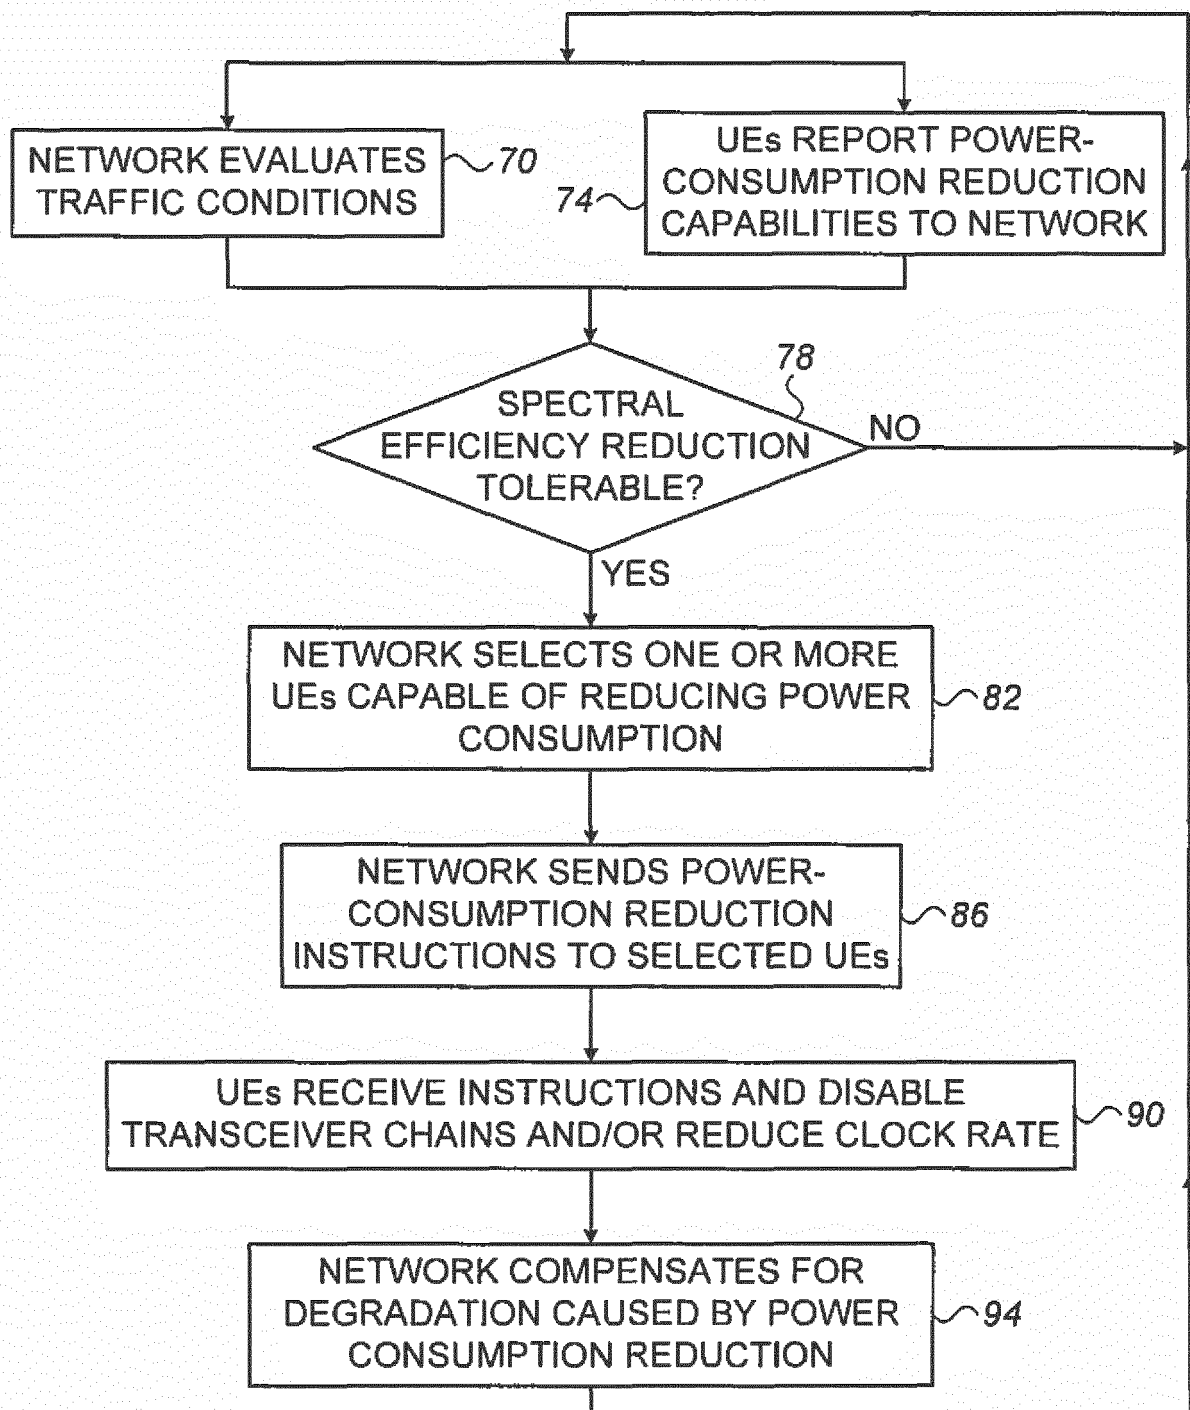 NETWORK EVALUATES
TRAFFIC CONDITIONS
70
UEs REPORT POWER-
CONSUMPTION REDUCTION
CAPABILITIES TO NETWORK
74
SPECTRAL
EFFICIENCY REDUCTION
TOLERABLE?
78
NO
YES
NETWORK SELECTS ONE OR MORE
UEs CAPABLE OF REDUCING POWER
CONSUMPTION
82
NETWORK SENDS POWER-
CONSUMPTION REDUCTION
INSTRUCTIONS TO SELECTED UEs
86
UEs RECEIVE INSTRUCTIONS AND DISABLE
TRANSCEIVER CHAINS AND/OR REDUCE CLOCK RATE
90
NETWORK COMPENSATES FOR
DEGRADATION CAUSED BY POWER
CONSUMPTION REDUCTION
94